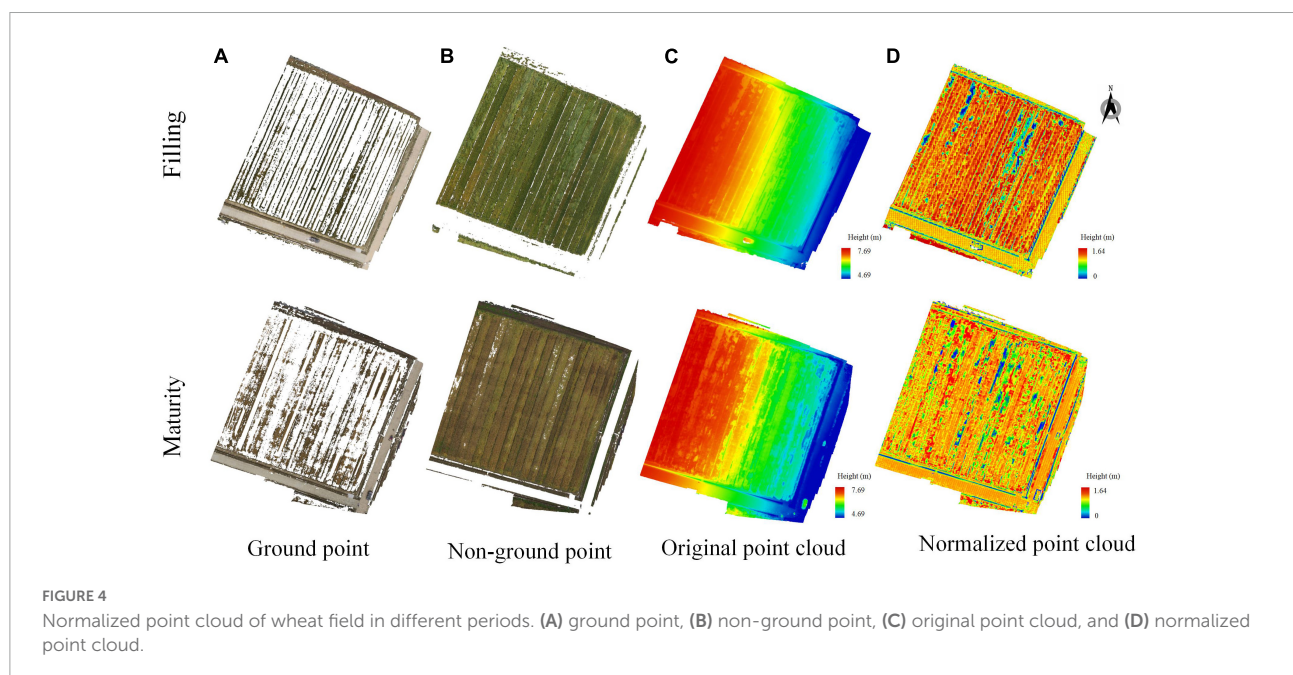 A
B
C
D
N
Filling
Height (m)
7.69
4.69
Height (m)
1.64
0
Maturity
Height (m)
7.69
4.69
Height (m)
1.64
0
Ground point
Non-ground point
Original point cloud
Normalized point cloud
FIGURE 4
Normalized point cloud of wheat field in different periods. (A) ground point, (B) non-ground point, (C) original point cloud, and (D) normalized
point cloud.